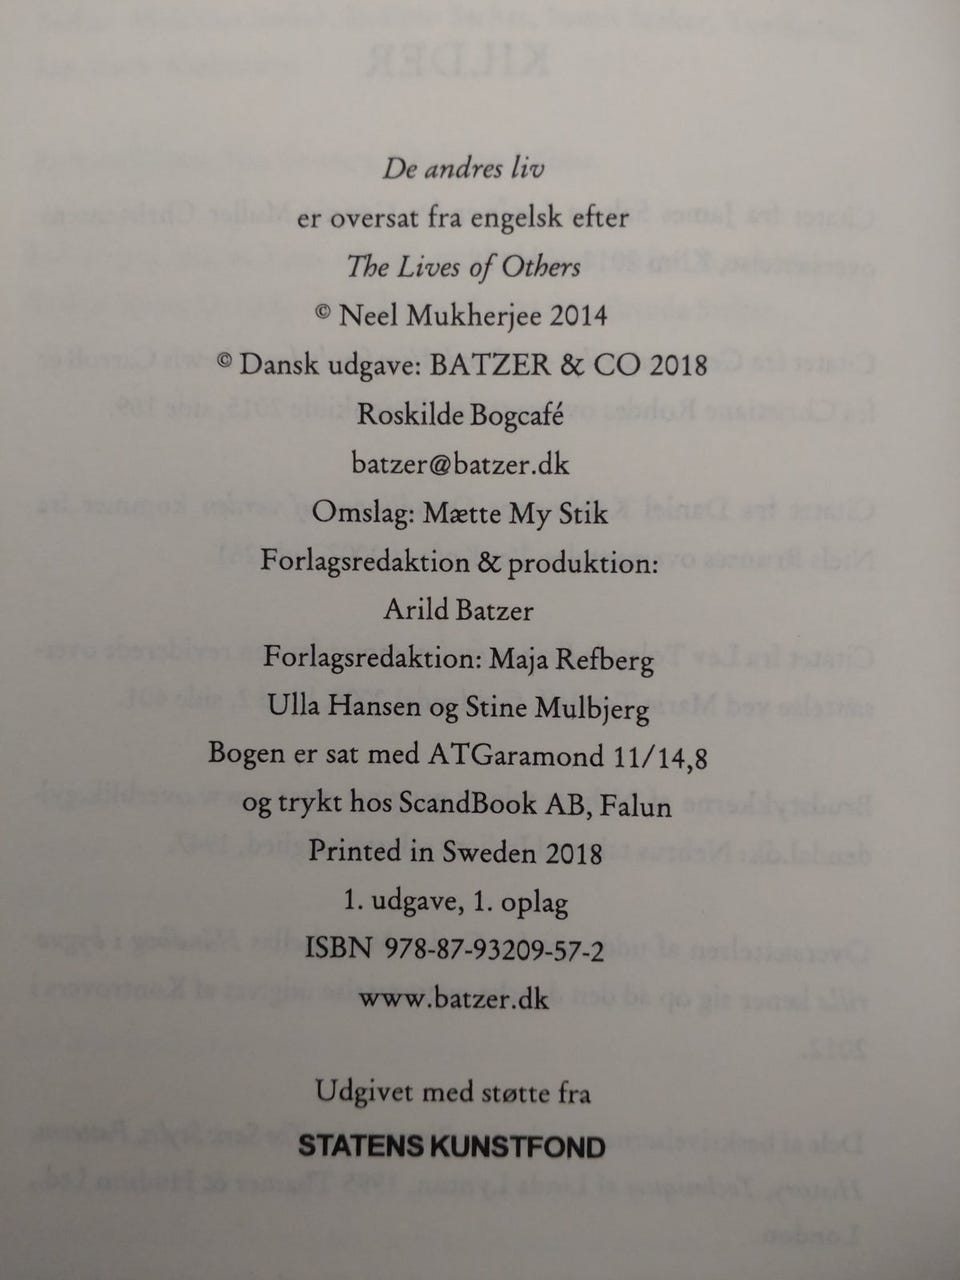 De andres liv
er oversat fra engelsk efter
The Lives of Others
© Neel Mukherjee 2014
© Dansk udgave: BATZER & CO 2018
Roskilde Bogcafé
batzer@batzer.dk
Omslag: Mætte My Stik
Forlagsredaktion & produktion:
Arild Batzer
Forlagsredaktion: Maja Refberg
Ulla Hansen og Stine Mulbjerg
Bogen er sat med ATGaramond 11/14,8
og trykt hos ScandBook AB, Falun
Printed in Sweden 2018
1. udgave, 1. oplag
ISBN 978-87-93209-57-2
www.batzer.dk
Udgivet med støtte fra
STATENS KUNSTFOND